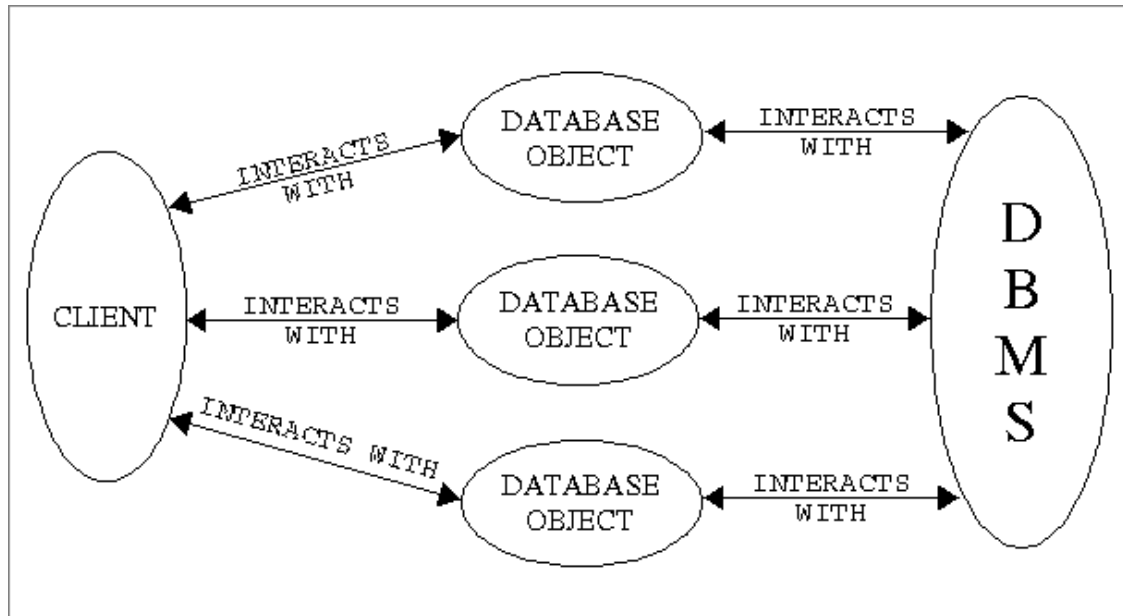 DATABASE
OBJECT
INTERACTS
WITH
INTERACTS
WITH
CLIENT
INTERACTS
WITH
DATABASE
OBJECT
INTERACTS
WITH
D
B
M
S
INTERACTS WITH
DATABASE
OBJECT
INTERACTS
WITH